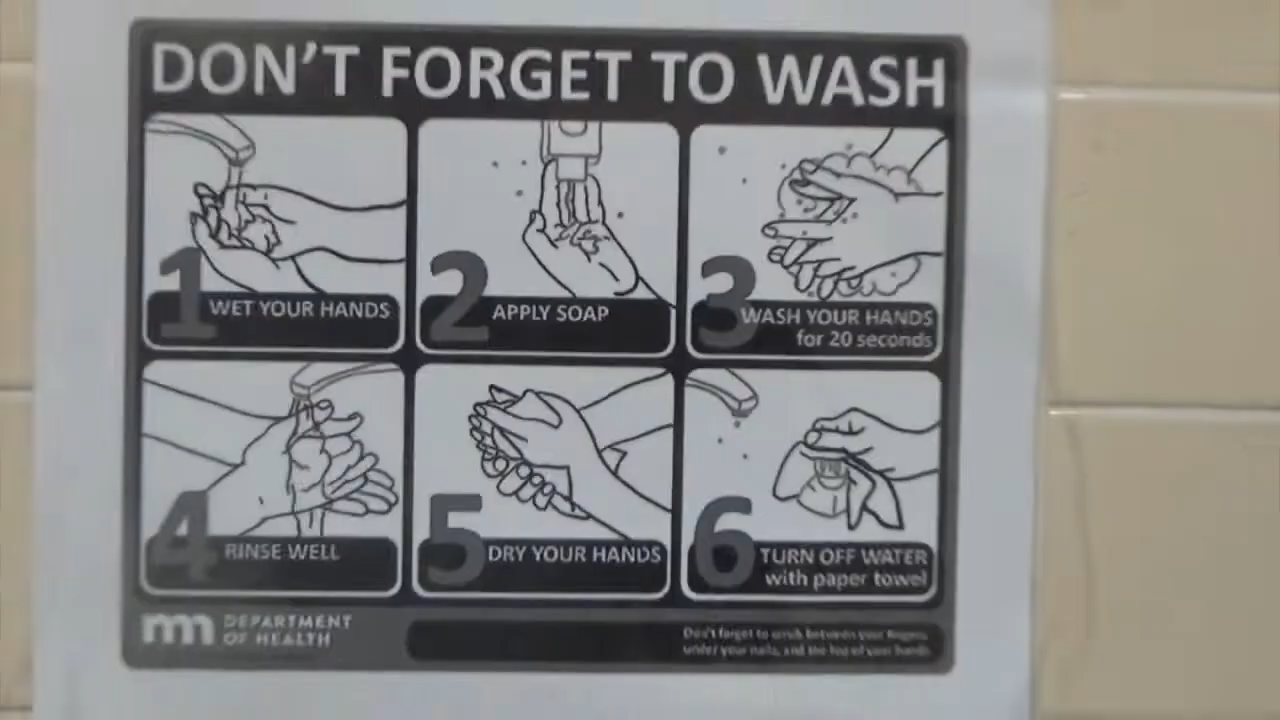 DON'T FORGET TO WASH
1
WET YOUR HANDS
2
APPLY SOAP
3
WASH YOUR HANDS
for 20 seconds
4
RINSE WELL
5
DRY YOUR HANDS
6
TURN OFF WATER
with paper towel
DEPARTMENT
OF HEALTH
Don't forget to scrub between your fingers,
under your nails, and the top of your hands.